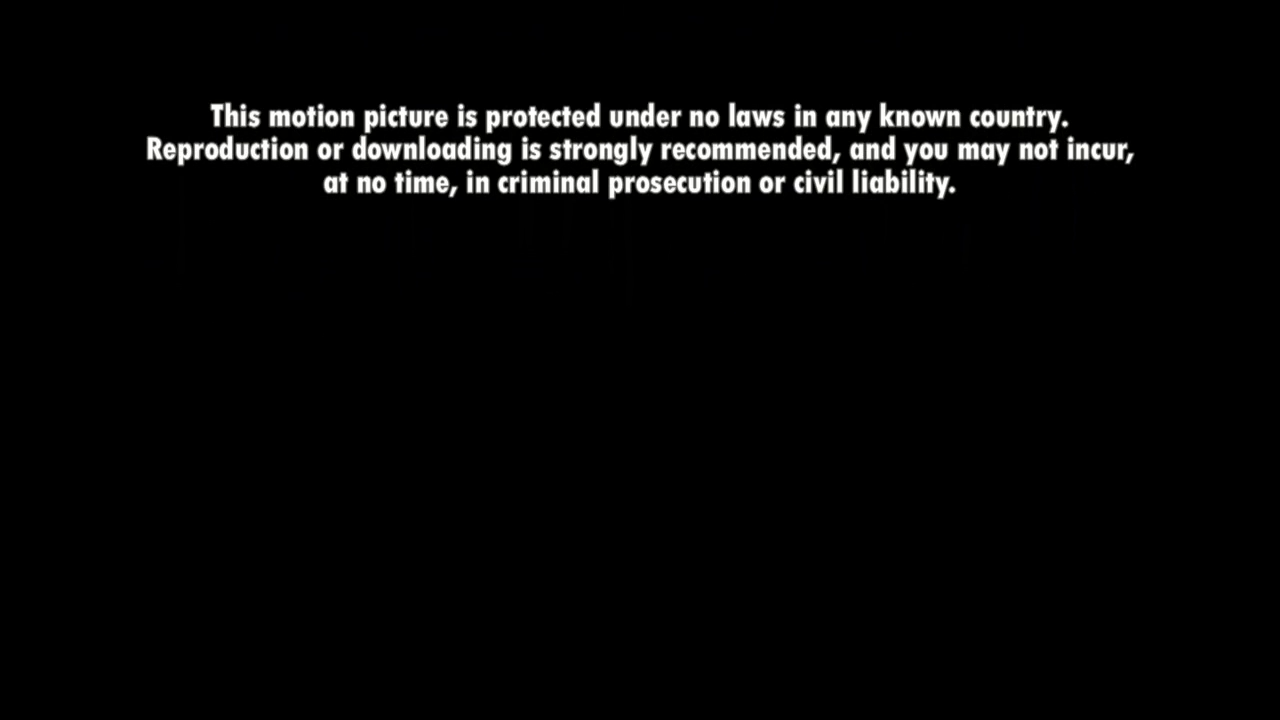 This motion picture is protected under no laws in any known country.
Reproduction or downloading is strongly recommended, and you may not incur,
at no time, in criminal prosecution or civil liability.